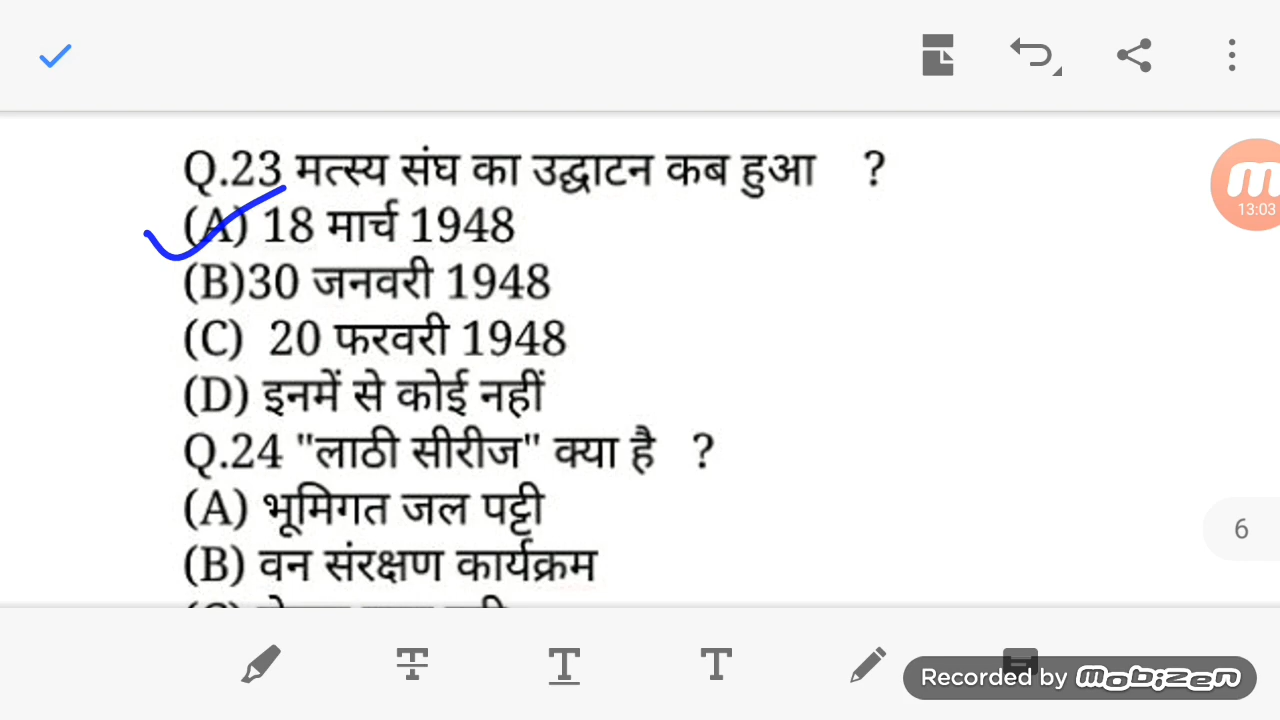 Q.23 मत्स्य संघ का उद्घाटन कब हुआ ?
(A) 18 मार्च 1948
(B)30 जनवरी 1948
(C) 20 फरवरी 1948
(D) इनमें से कोई नहीं
Q.24 "लाठी सीरीज" क्या है ?
(A) भूमिगत जल पट्टी
(B) वन संरक्षण कार्यक्रम
13:03
6
T
T
T
Recorded by mobizen